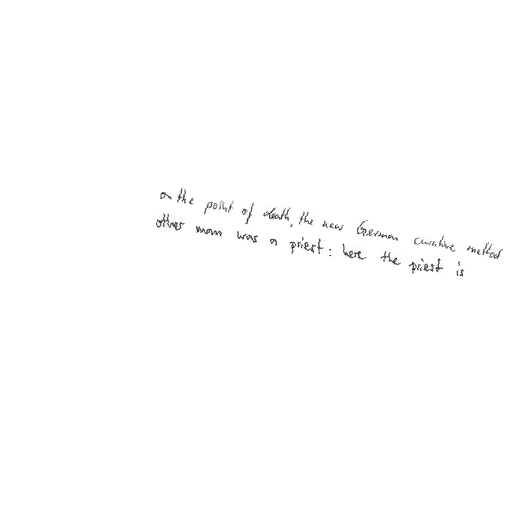 on the point of death, the new German curative method
other man was a priest: here the priest is